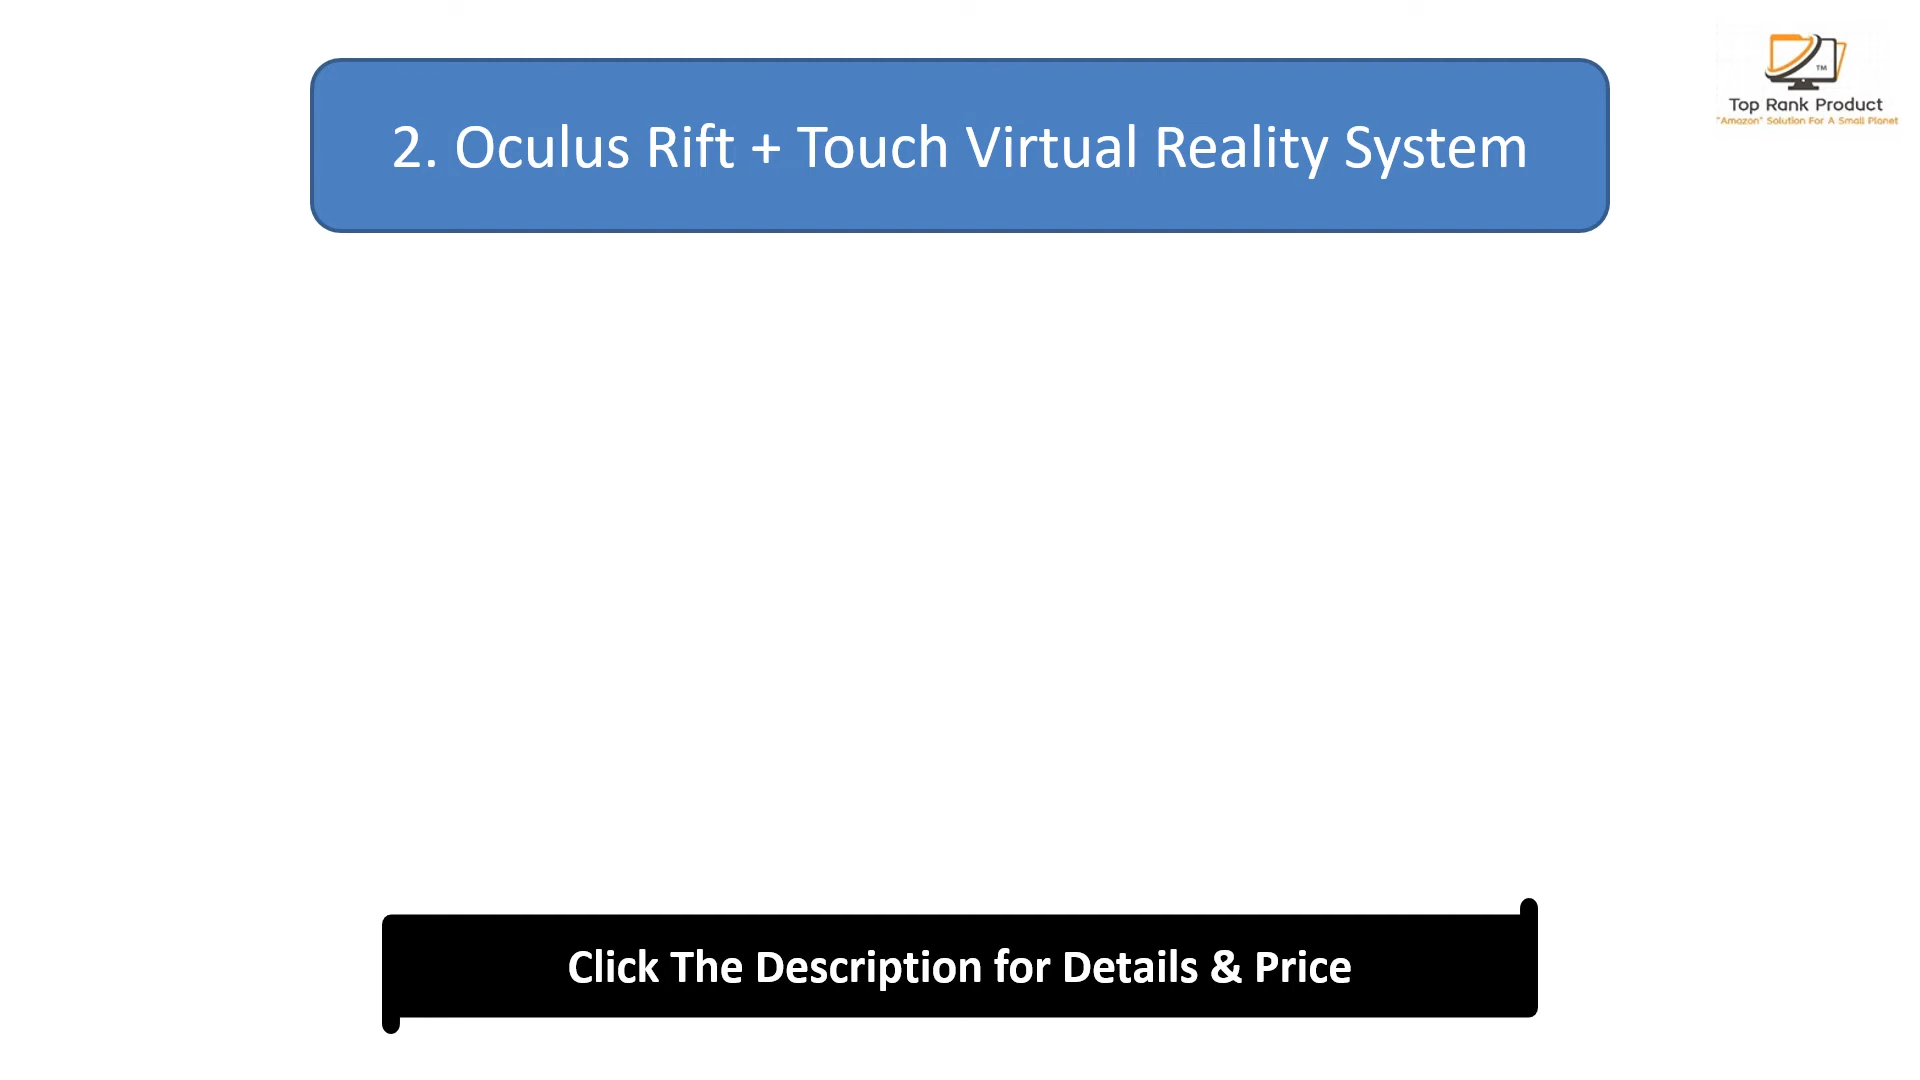 2. Oculus Rift + Touch Virtual Reality System
TM
Top Rank Product
"Amazon" Solution For A Small Planet
Click The Description for Details & Price